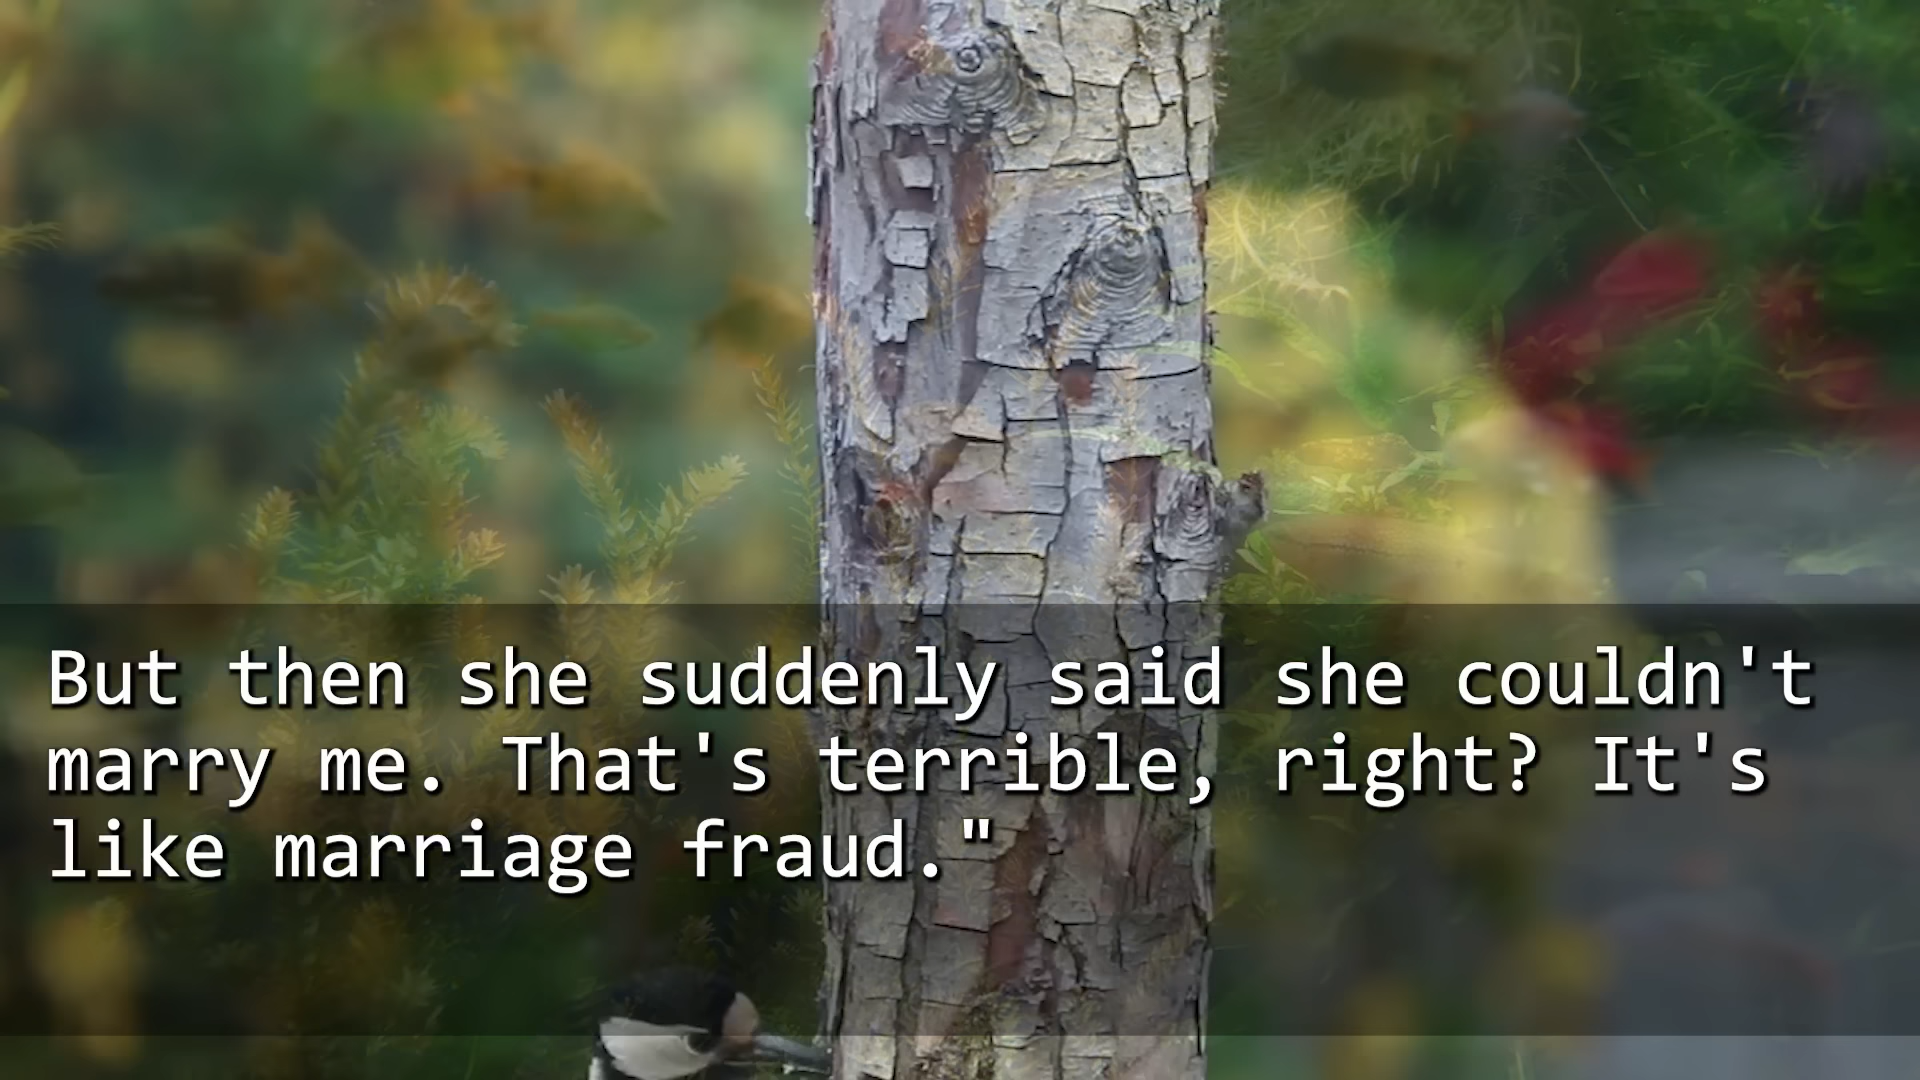 But then she suddenly said she couldn't
marry me. That's terrible, right? It's
like marriage fraud."